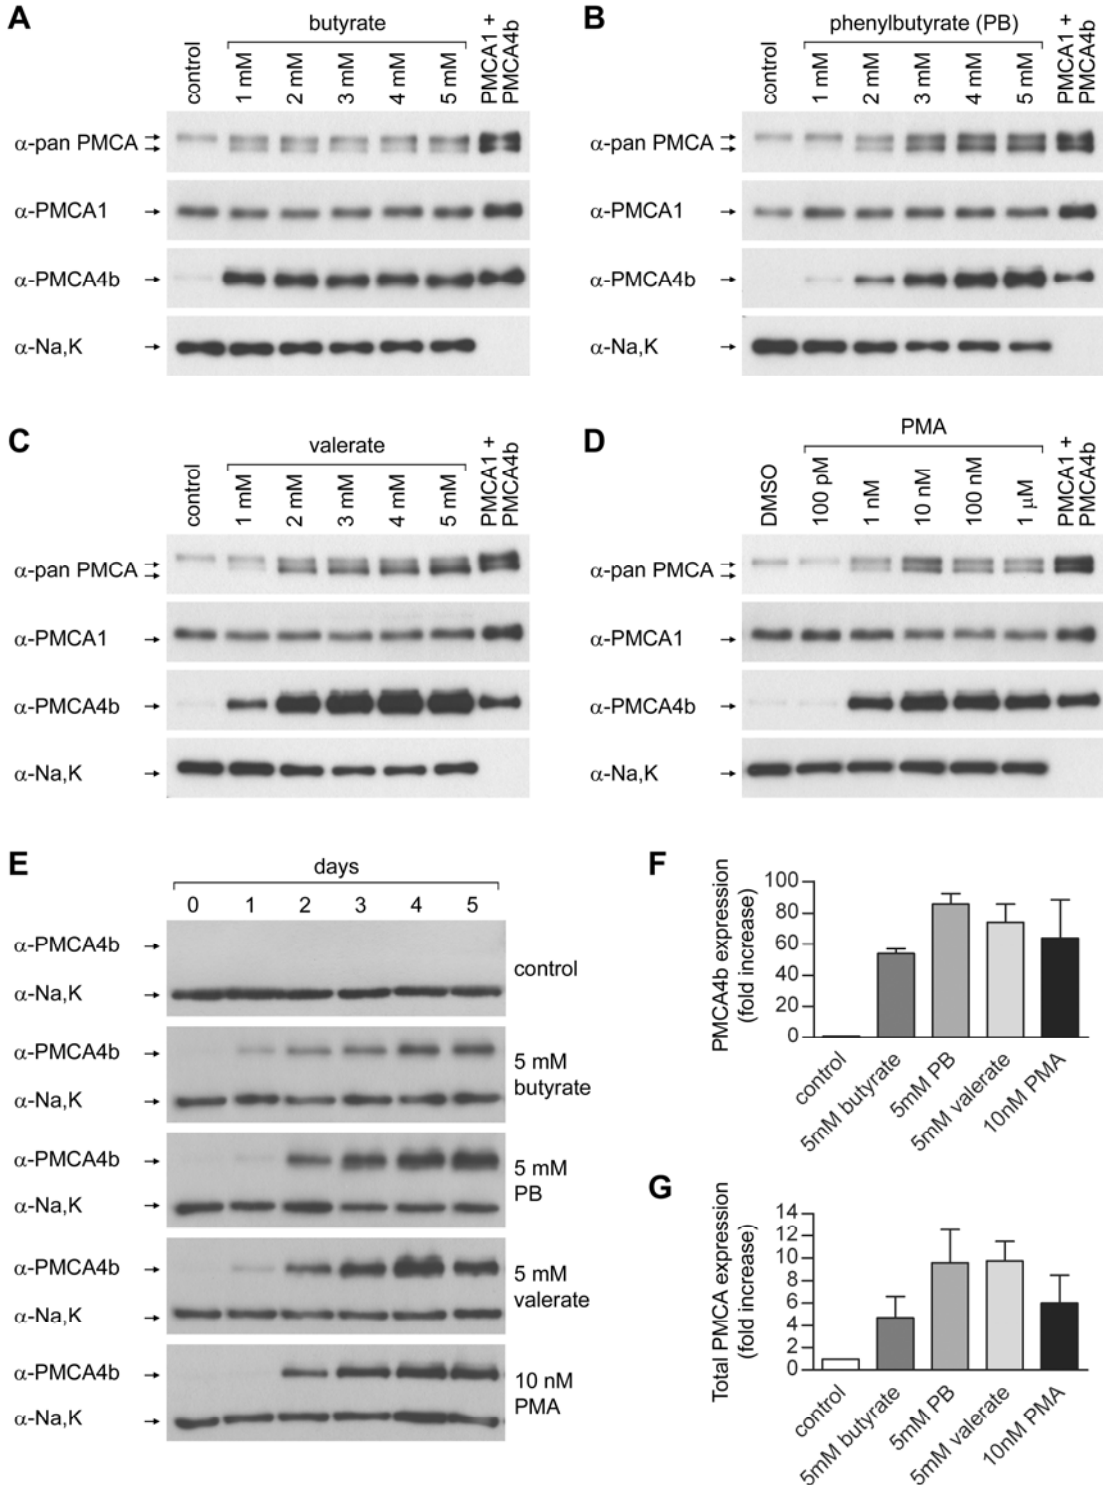 A
butyrate
control
1 mM
2 mM
3 mM
4 mM
5 mM
PMCA1 +
PMCA4b
α-pan PMCA
α-PMCA1
α-PMCA4b
α-Na,K
B
phenylbutyrate (PB)
control
1 mM
2 mM
3 mM
4 mM
5 mM
PMCA1 +
PMCA4b
α-pan PMCA
α-PMCA1
α-PMCA4b
α-Na,K
C
valerate
control
1 mM
2 mM
3 mM
4 mM
5 mM
PMCA1 +
PMCA4b
α-pan PMCA
α-PMCA1
α-PMCA4b
α-Na,K
D
PMA
DMSO
100 pM
1 nM
10 nM
100 nM
1 μM
PMCA1 +
PMCA4b
α-pan PMCA
α-PMCA1
α-PMCA4b
α-Na,K
E
days
0 1 2 3 4 5
α-PMCA4b
α-Na,K
control
α-PMCA4b
α-Na,K
5 mM
butyrate
α-PMCA4b
α-Na,K
5 mM
PB
α-PMCA4b
α-Na,K
5 mM
valerate
α-PMCA4b
α-Na,K
10 nM
PMA
F
PMCA4b expression
(fold increase)
100
80
60
40
20
0
control
5mM butyrate
5mM PB
5mM valerate
10nM PMA
G
Total PMCA expression
(fold increase)
14
12
10
8
6
4
2
0
control
5mM butyrate
5mM PB
5mM valerate
10nM PMA